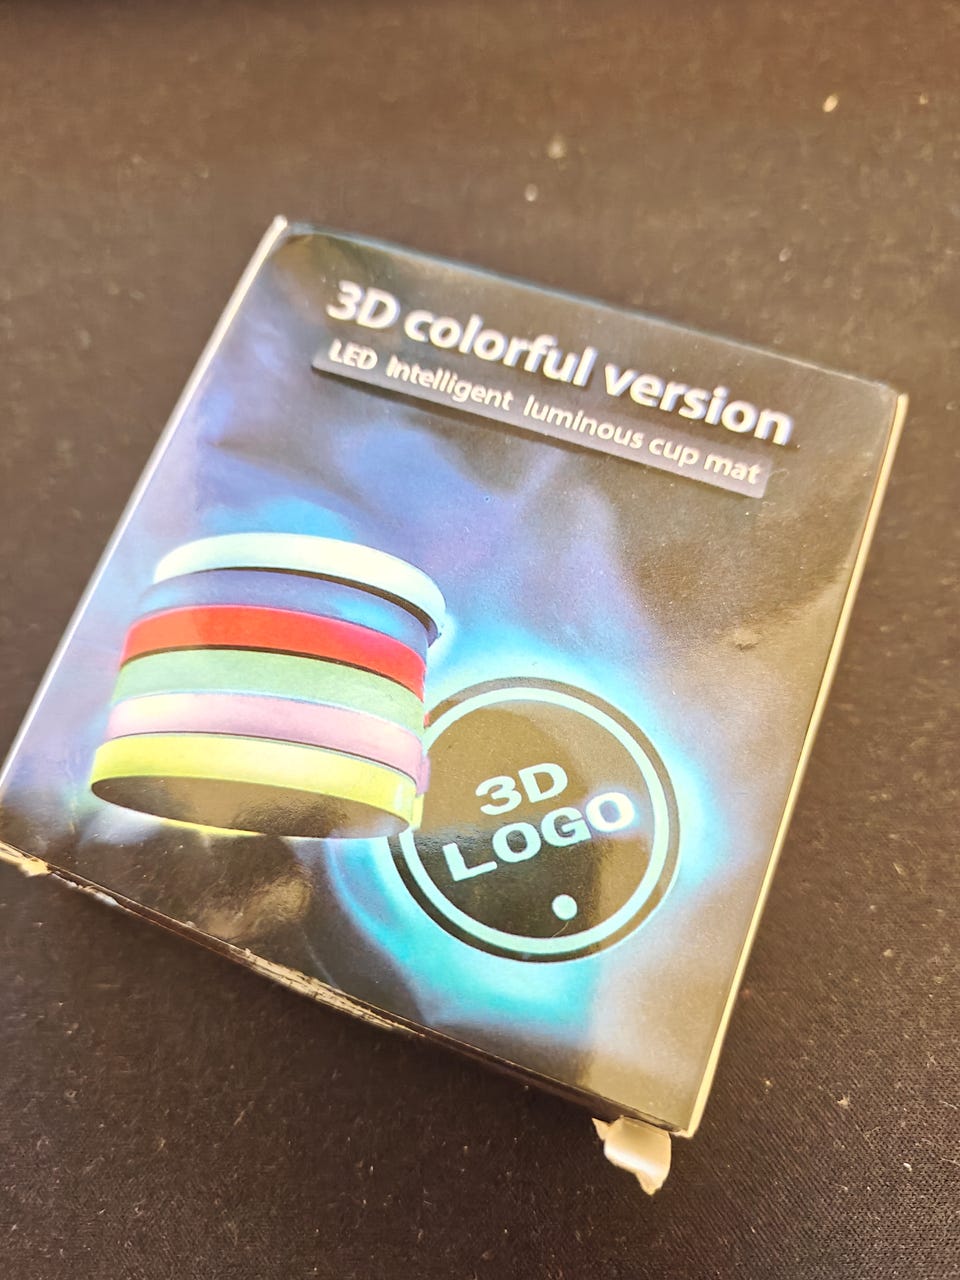 3D colorful version
LED Intelligent luminous cup mat
3D
LOGO